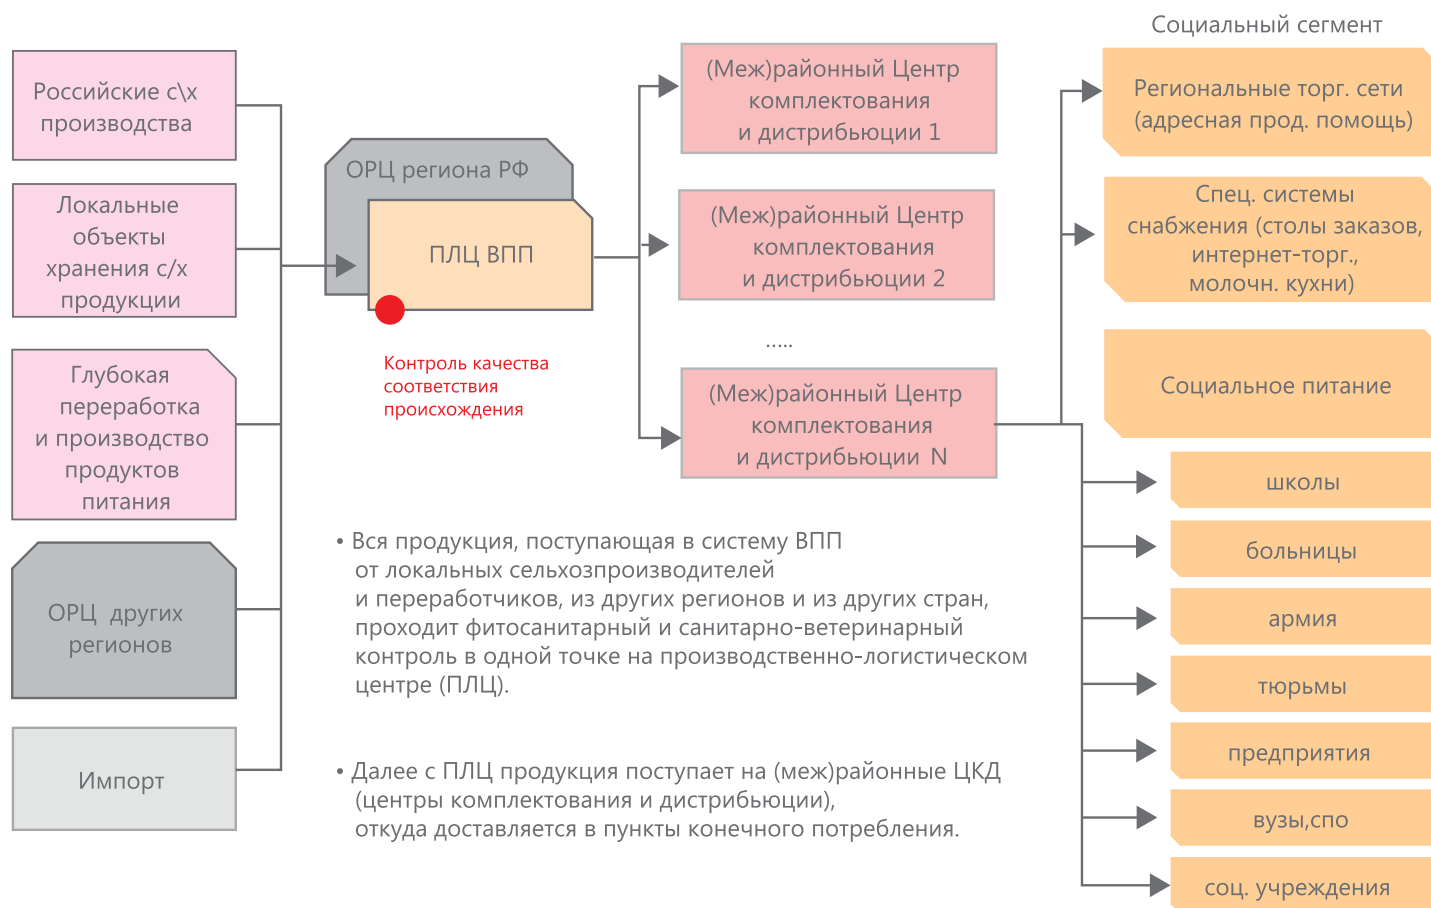 Социальный сегмент
Российские с\х
производства
Локальные
объекты
хранения с/х
продукции
Глубокая
переработка
и производство
продуктов
питания
ОРЦ других
регионов
Импорт
ОРЦ региона РФ
ПЛЦ ВПП
Контроль качества
соответствия
происхождения
(Меж)районный Центр
комплектования
и дистрибьюции 1
(Меж)районный Центр
комплектования
и дистрибьюции 2
.....
(Меж)районный Центр
комплектования
и дистрибьюции N
Региональные торг. сети
(адресная прод. помощь)
Спец. системы
снабжения (столы заказов,
интернет-торг.,
молочн. кухни)
Социальное питание
школы
больницы
армия
тюрьмы
предприятия
вузы,спо
соц. учреждения
• Вся продукция, поступающая в систему ВПП
от локальных сельхозпроизводителей
и переработчиков, из других регионов и из других стран,
проходит фитосанитарный и санитарно-ветеринарный
контроль в одной точке на производственно-логистическом
центре (ПЛЦ).
• Далее с ПЛЦ продукция поступает на (меж)районные ЦКД
(центры комплектования и дистрибьюции),
откуда доставляется в пункты конечного потребления.